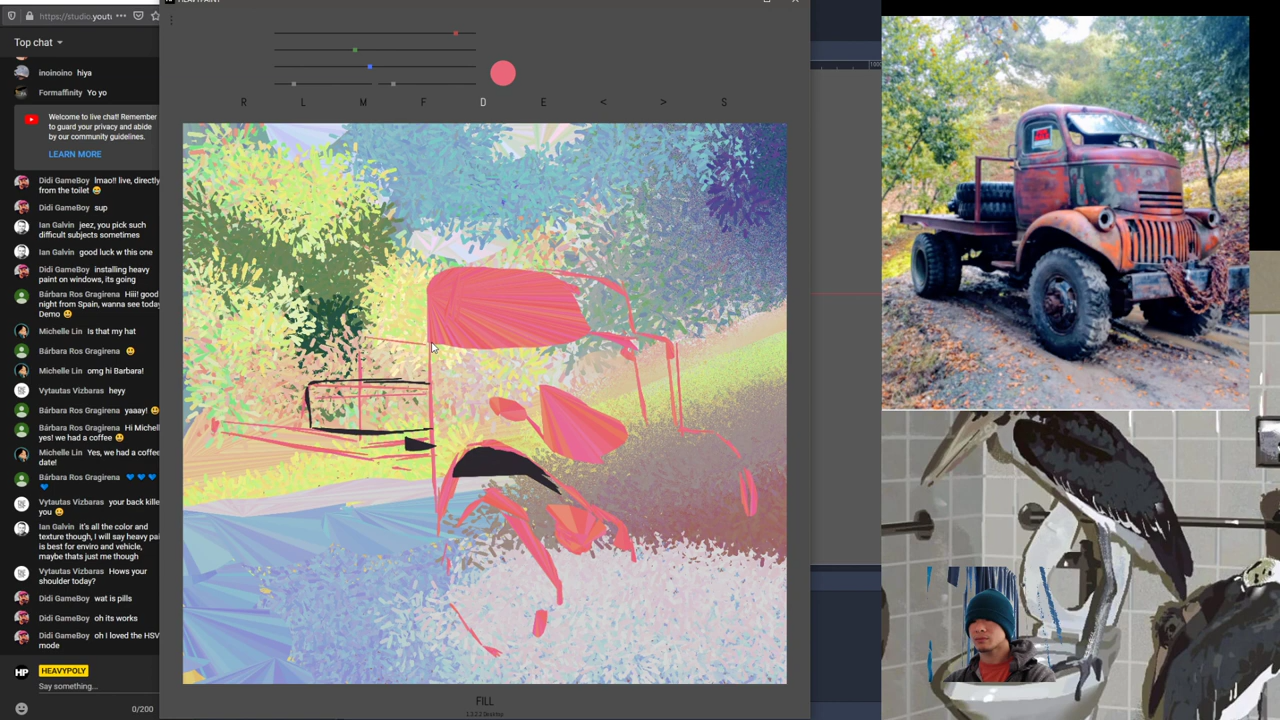 https://studio.youtu
Top chat
inoinoino hiya
Formaffinity Yo yo
Welcome to live chat! Remember
to guard your privacy and abide
by our community guidelines.
LEARN MORE
Didi GameBoy lmao!! live, directly
from the toilet
Didi GameBoy sup
Ian Galvin jeez, you pick such
difficult subjects sometimes
Ian Galvin good luck w this one
Didi GameBoy installing heavy
paint on windows, its going
Bárbara Ros Gragirena Hiii! good
night from Spain, wanna see today
Demo
Michelle Lin Is that my hat
Bárbara Ros Gragirena
Michelle Lin omg hi Barbara!
Vytautas Vizbaras heyy
Bárbara Ros Gragirena yaaay!
Bárbara Ros Gragirena Hi Michel
yes! we had a coffee
Michelle Lin Yes, we had a coffee
date!
Bárbara Ros Gragirena
Vytautas Vizbaras your back kille
you
Ian Galvin it's all the color and
texture though, I will say heavy pai
is best for enviro and vehicle,
maybe thats just me though
Vytautas Vizbaras Hows your
shoulder today?
Didi GameBoy wat is pills
Didi GameBoy oh its works
Didi GameBoy oh I loved the HSV
mode
HP HEAVYPOLY
Say something...
0/200
HEAVYPAINT
R L M F D E < > S
FILL
1.3.2.2 Desktop